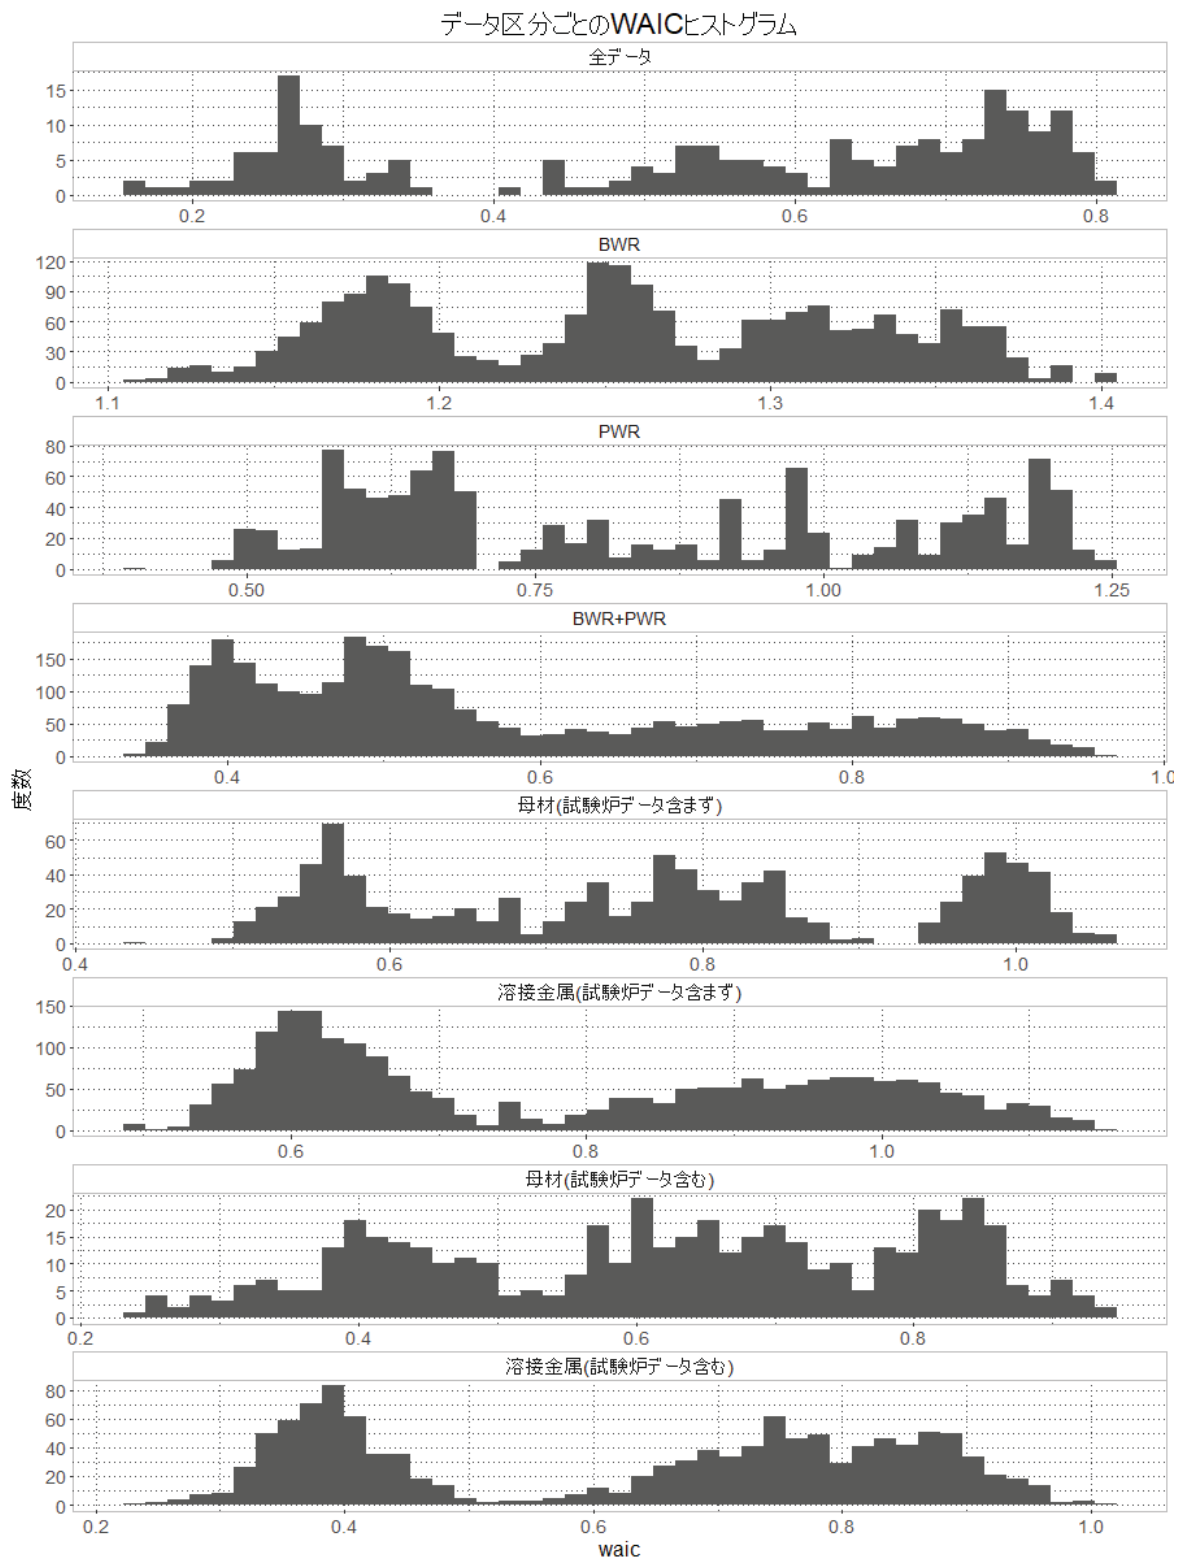 データ区分ごとのWAICヒストグラム
全データ
15
10
5
0
0.2 0.4 0.6 0.8
BWR
120
90
60
30
0
1.1 1.2 1.3 1.4
PWR
80
60
40
20
0
0.50 0.75 1.00 1.25
BWR+PWR
150
100
50
0
0.4 0.6 0.8 1.0
度数
母材(試験炉データ含まず)
60
40
20
0
0.4 0.6 0.8 1.0
溶接金属(試験炉データ含まず)
150
100
50
0
0.6 0.8 1.0
母材(試験炉データ含む)
20
15
10
5
0
0.2 0.4 0.6 0.8
溶接金属(試験炉データ含む)
80
60
40
20
0
0.2 0.4 0.6 0.8 1.0
waic